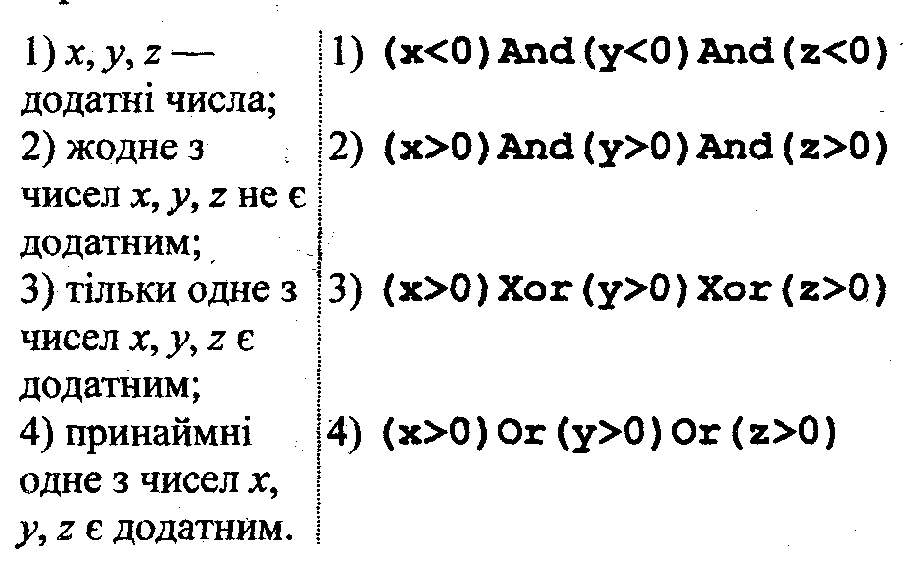 1) x, y, z —
додатні числа;
2) жодне з
чисел x, y, z не є
додатним;
3) тільки одне з
чисел x, y, z є
додатним;
4) принаймні
одне з чисел x,
y, z є додатним.
1) (x<0)And(y<0)And(z<0)
2) (x>0)And(y>0)And(z>0)
3) (x>0)Xor(y>0)Xor(z>0)
4) (x>0)Or(y>0)Or(z>0)